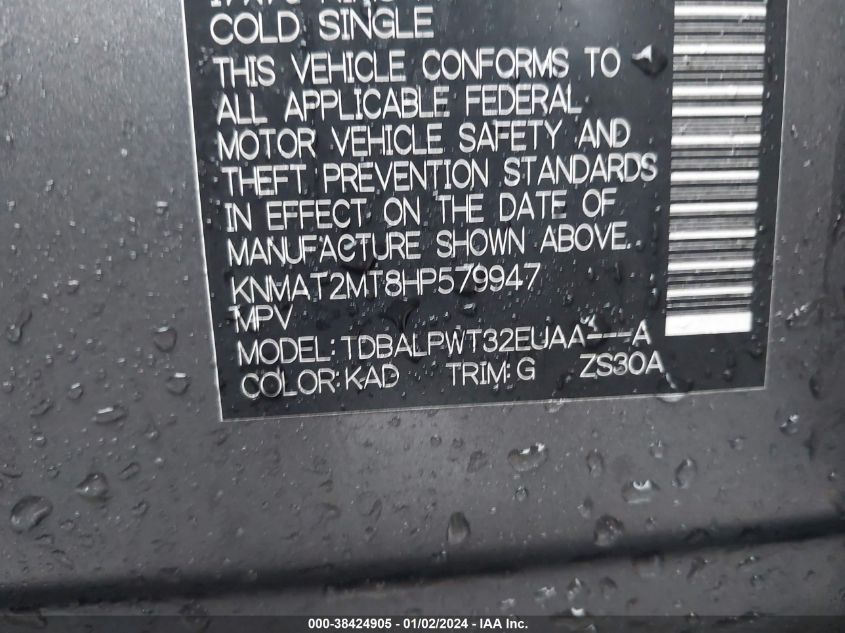 COLD SINGLE
THIS VEHICLE CONFORMS TO
ALL APPLICABLE FEDERAL
MOTOR VEHICLE SAFETY AND
THEFT PREVENTION STANDARDS
IN EFFECT ON THE DATE OF
MANUFACTURE SHOWN ABOVE.
KNMAT2MT8HP579947
MPV
MODEL:TDBALPWT32EUAA---A
COLOR:KAD TRIM:G ZS30A
000-38424905 - 01/02/2024 - IAAI Inc.